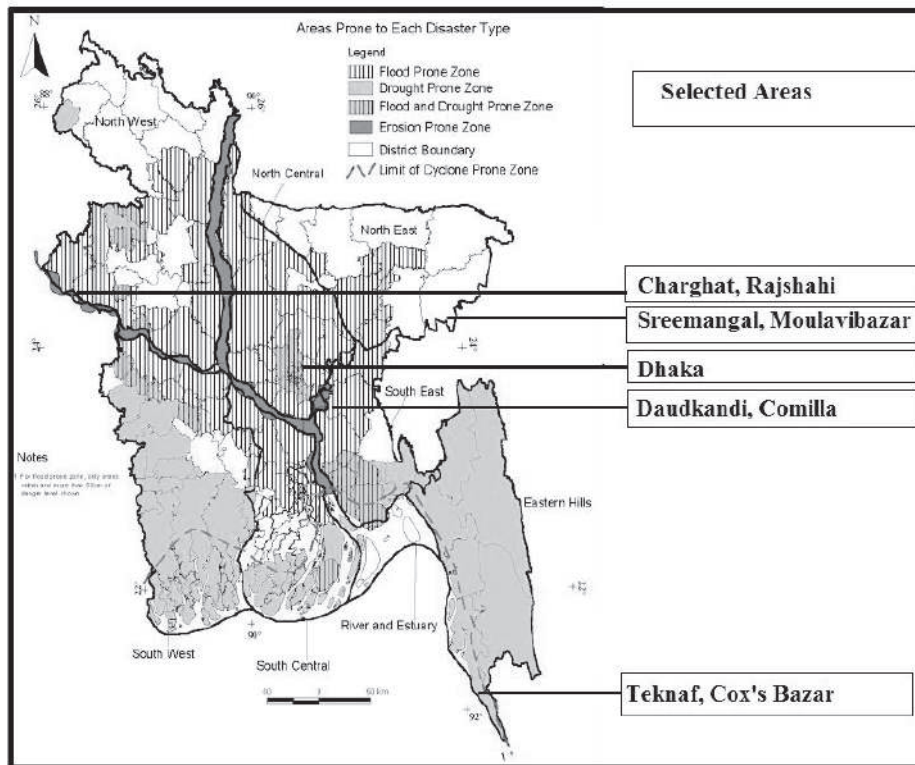 N
Areas Prone to Each Disaster Type
Legend
Flood Prone Zone
Drought Prone Zone
Flood and Drought Prone Zone
Erosion Prone Zone
District Boundary
Limit of Cyclone Prone Zone
Selected Areas
North West
North Central
North East
Charghat, Rajshahi
Sreemangal, Moulavibazar
24°
Dhaka
South East
Daudkandi, Comilla
Notes
Eastern Hills
River and Estuary
South West
South Central
Teknaf, Cox's Bazar
92°